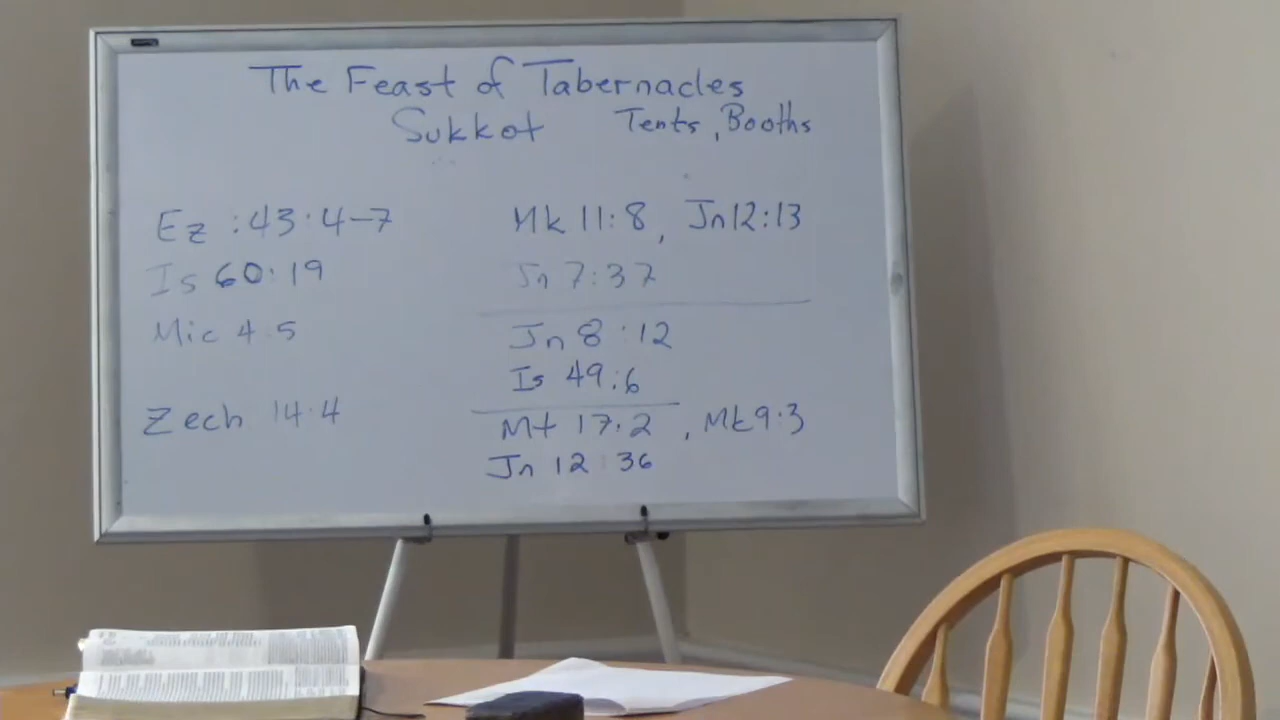 The Feast of Tabernacles
Sukkot Tents, Booths
Ez :43:4-7
Is 60:19
Mic 4:5
Zech 14:4
Mk 11:8, Jn 12:13
Jn 7:37
Jn 8:12
Is 49:6
Mt 17:2, Mk 9:3
Jn 12:36